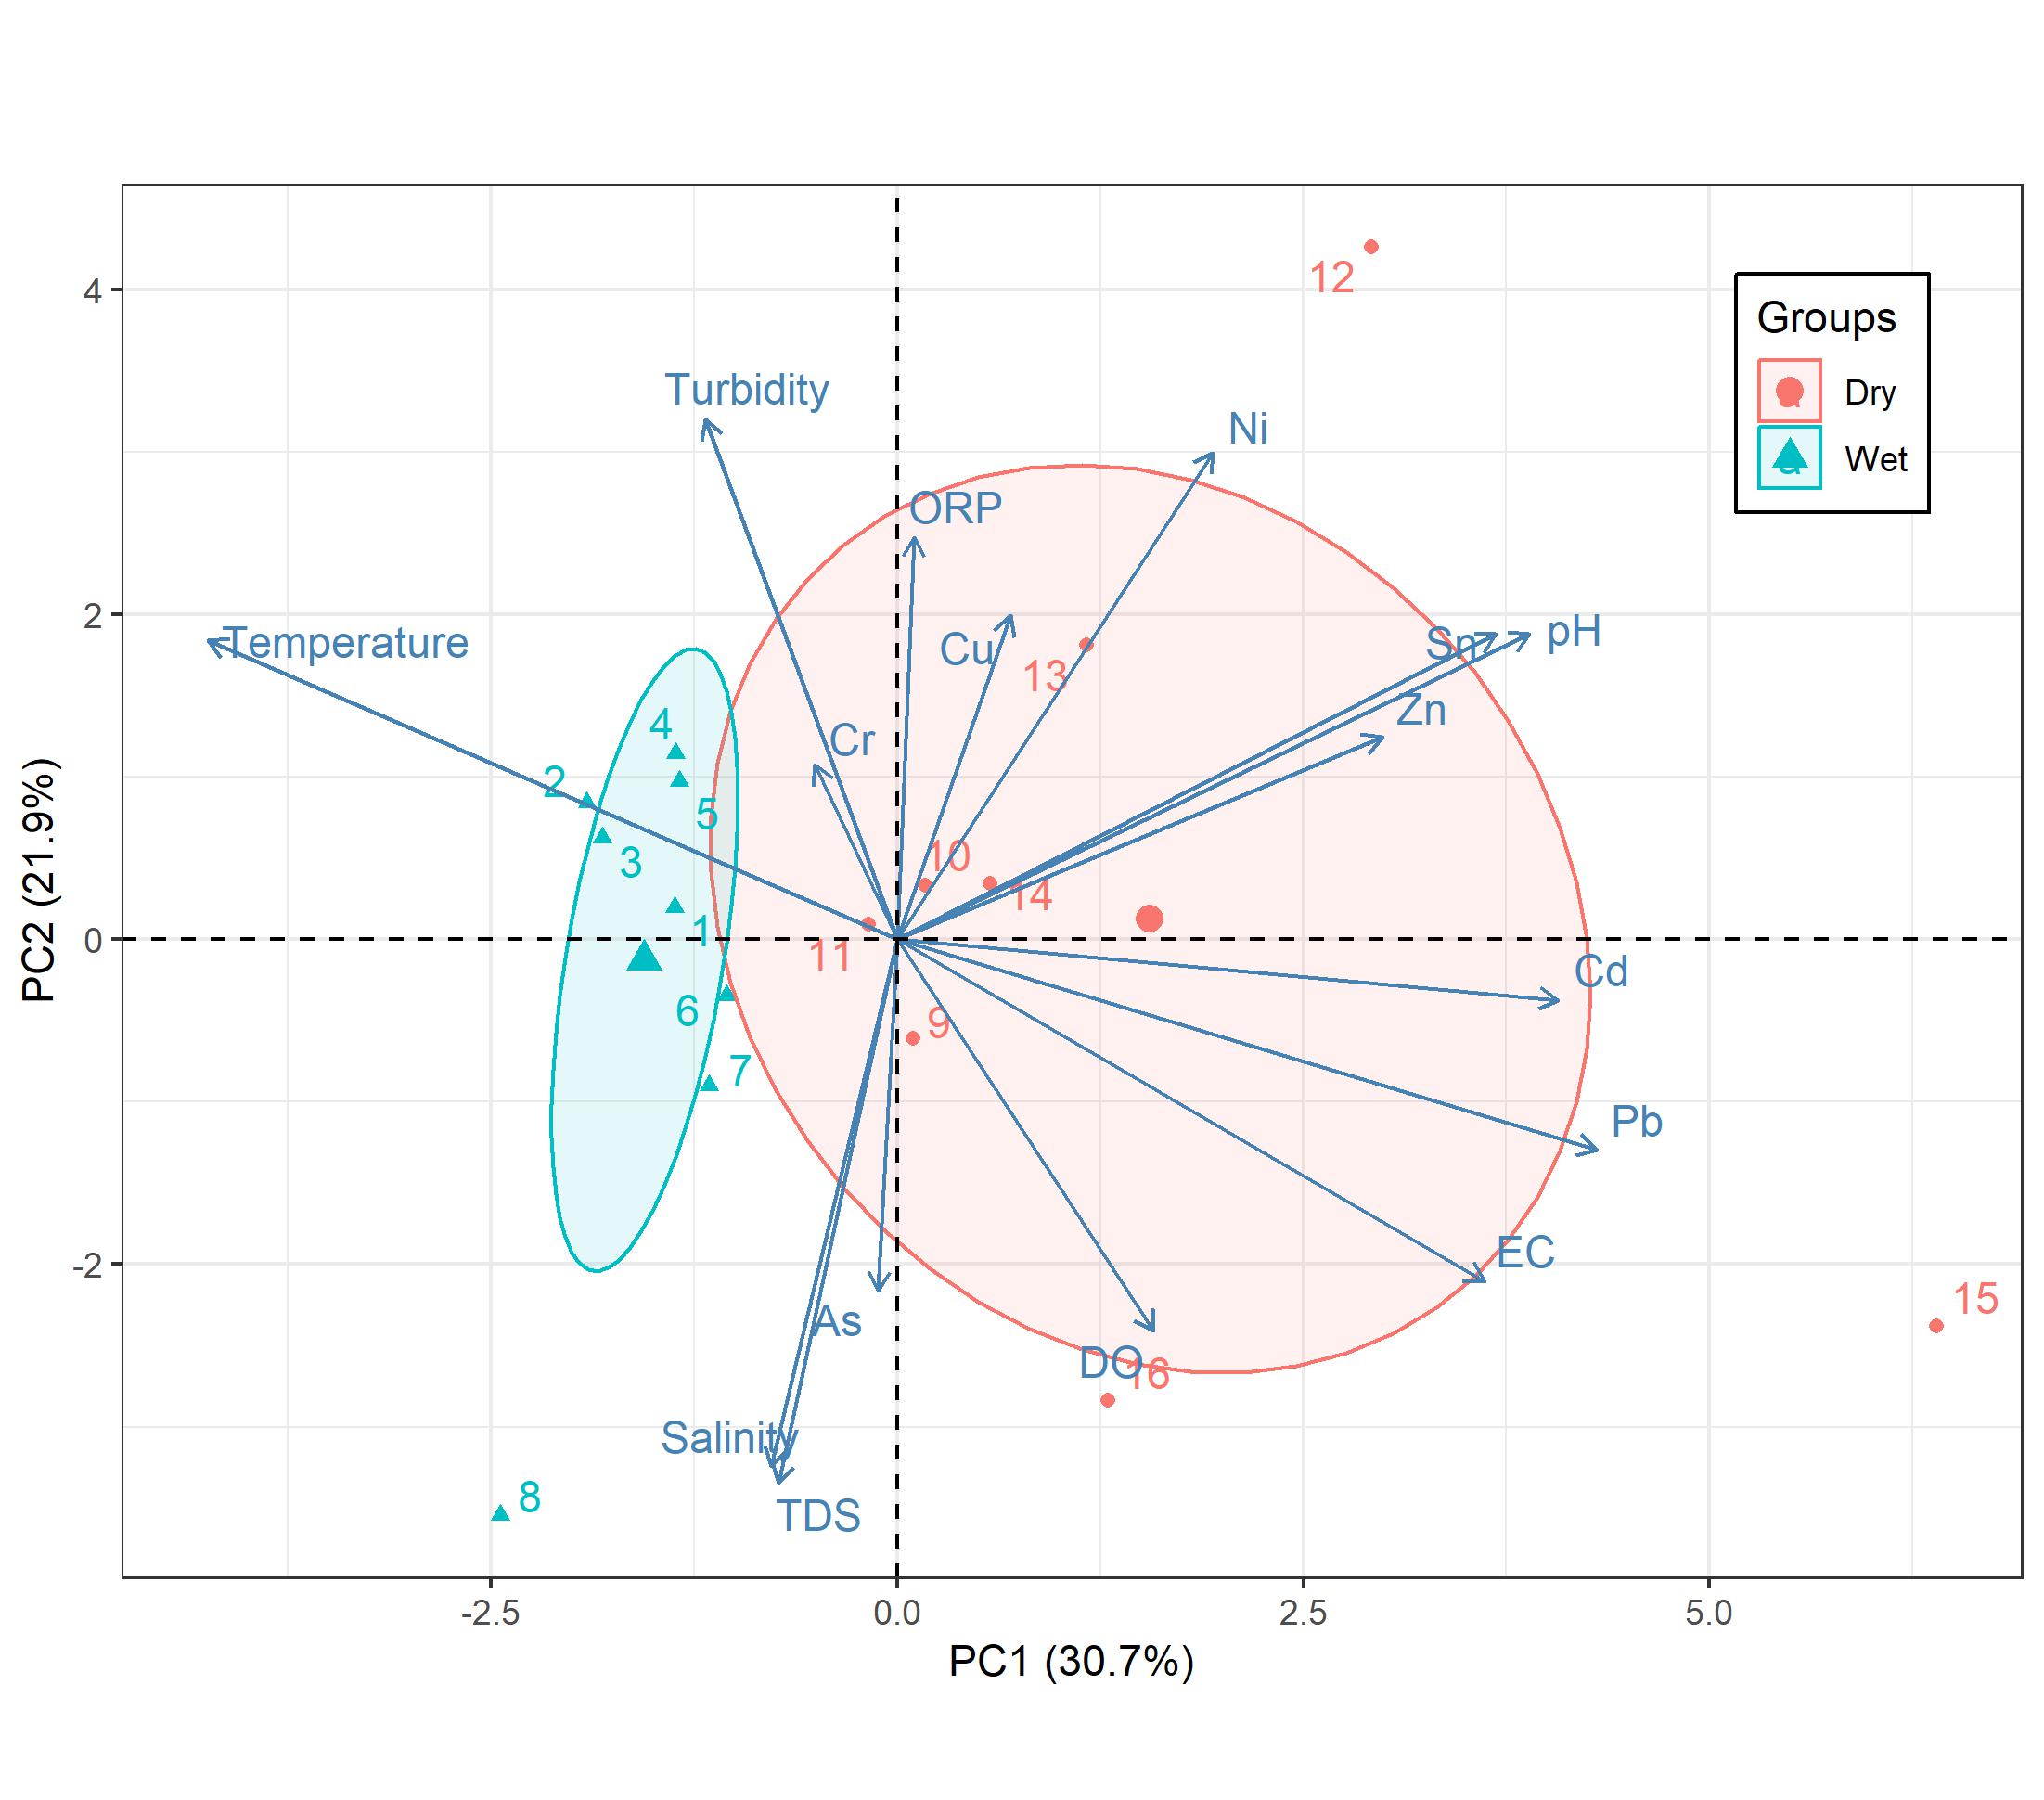 12
4
Groups
Dry
Wet
Turbidity
Ni
ORP
2
Temperature
Cu
13
Sn
pH
Zn
4
Cr
2
5
3
10
14
1
0
11
Cd
6
9
7
Pb
-2
EC
15
As
DO
16
Salinity
8
TDS
-2.5
0.0
2.5
5.0
PC1 (30.7%)
PC2 (21.9%)